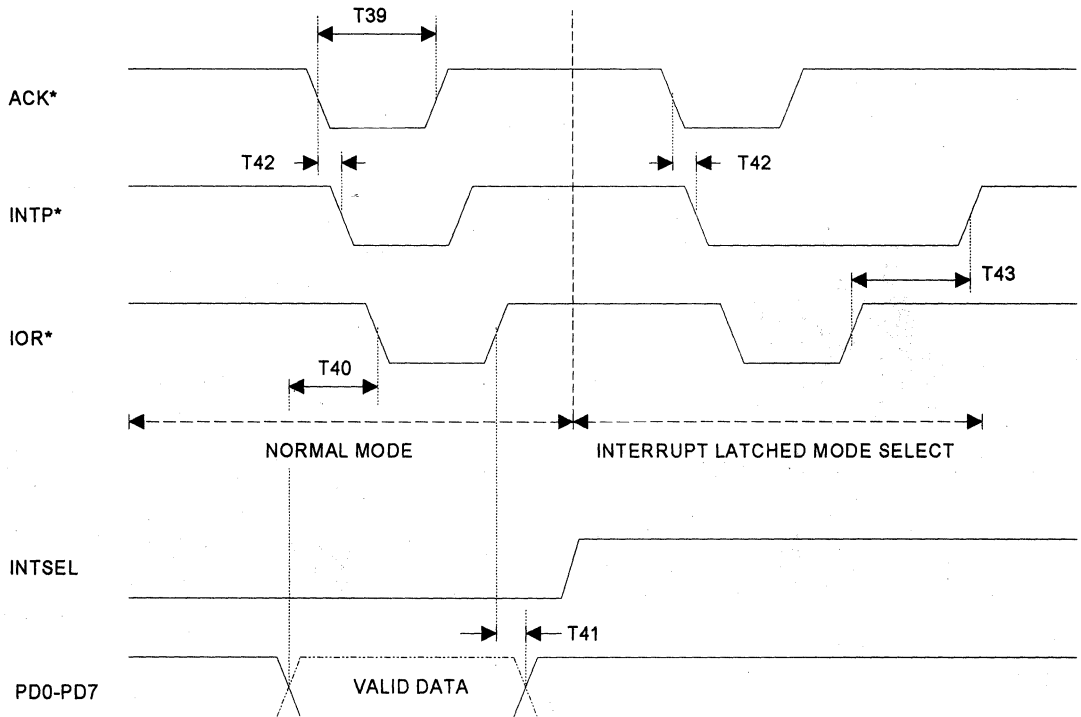 T39
ACK*
T42 T42
INTP*
T43
IOR*
T40
NORMAL MODE INTERRUPT LATCHED MODE SELECT
INTSEL
T41
PD0-PD7 VALID DATA